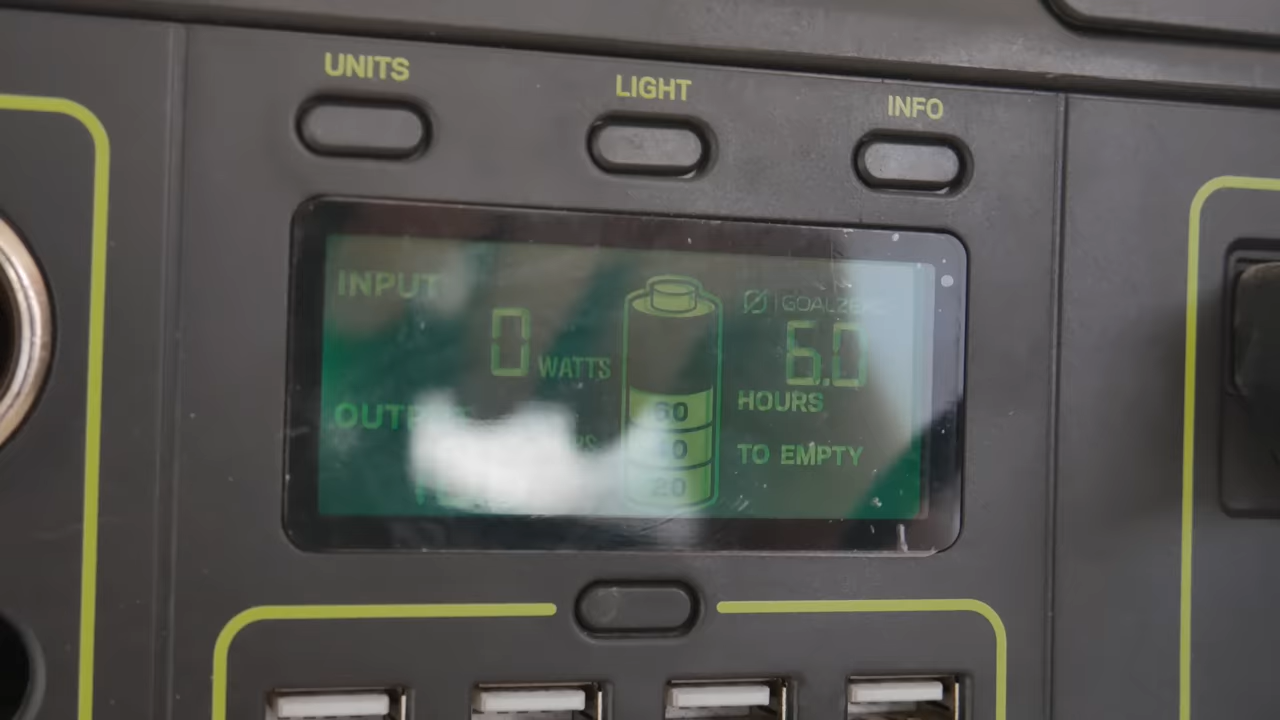 UNITS
LIGHT
INFO
INPUT
0 WATTS
GOALZERO
6.0
HOURS
TO EMPTY
60
20